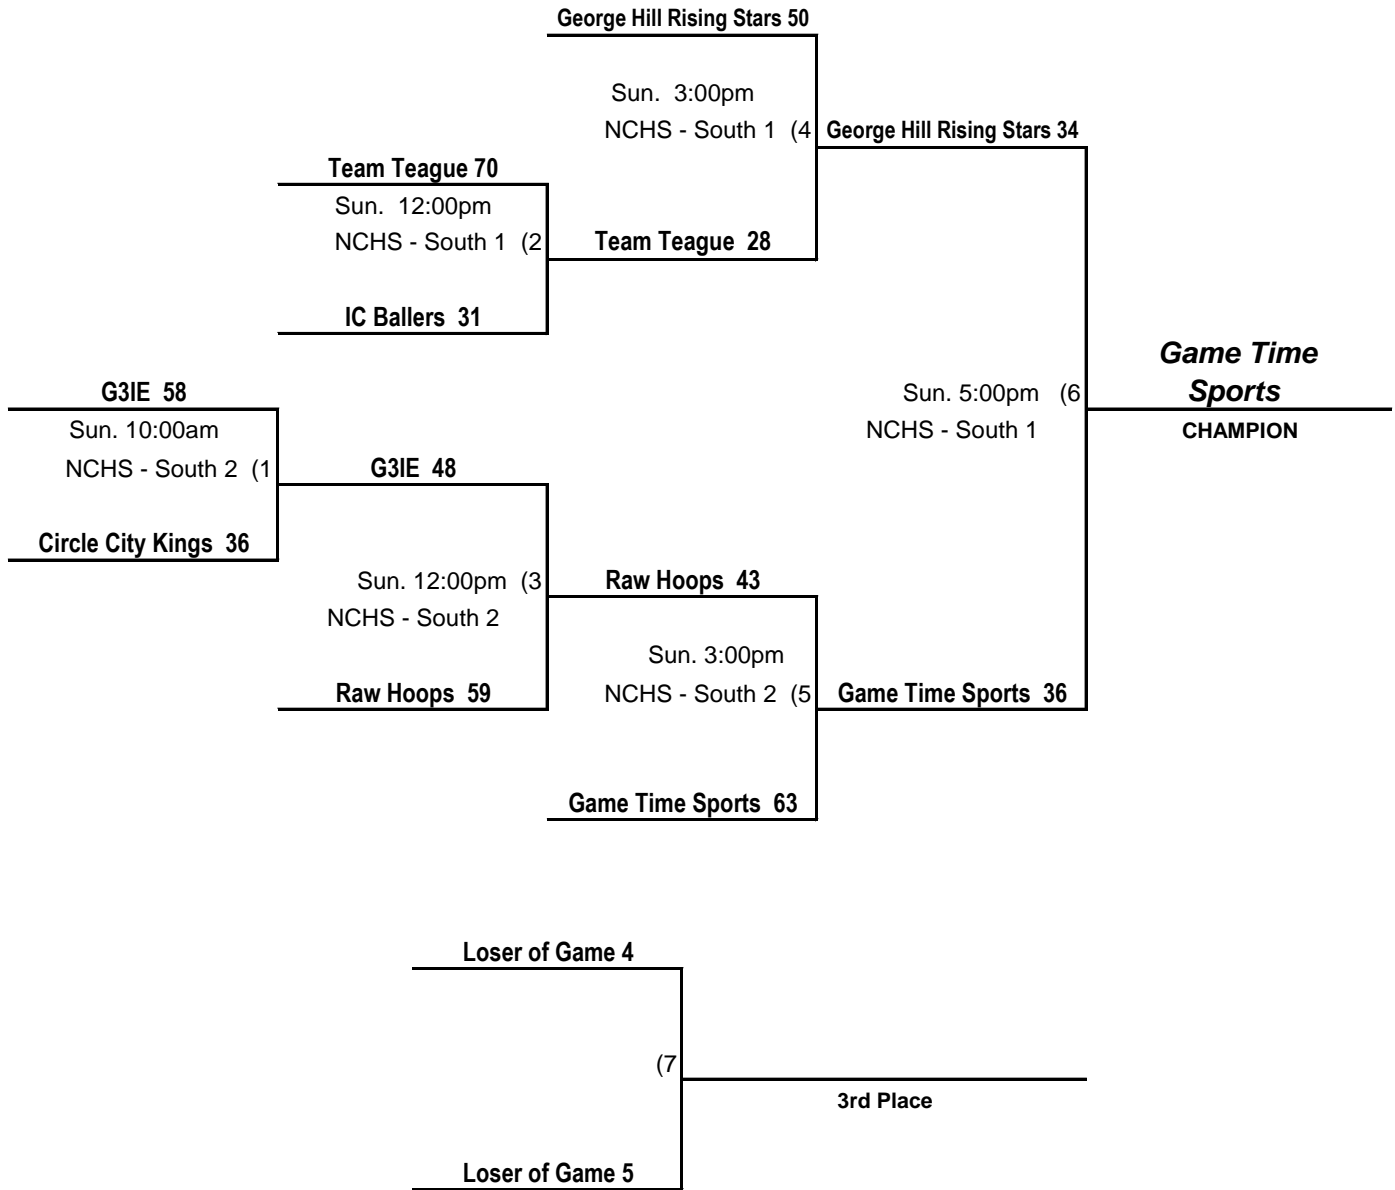 George Hill Rising Stars 50
Sun. 3:00pm
NCHS - South 1 (4
George Hill Rising Stars 34
Team Teague 70
Sun. 12:00pm
NCHS - South 1 (2
Team Teague 28
IC Ballers 31
Game Time
Sports
CHAMPION
G3IE 58
Sun. 5:00pm (6
NCHS - South 1
Sun. 10:00am
NCHS - South 2 (1
G3IE 48
Circle City Kings 36
Sun. 12:00pm (3
NCHS - South 2
Raw Hoops 43
Sun. 3:00pm
NCHS - South 2 (5
Raw Hoops 59
Game Time Sports 36
Game Time Sports 63
Loser of Game 4
(7
3rd Place
Loser of Game 5